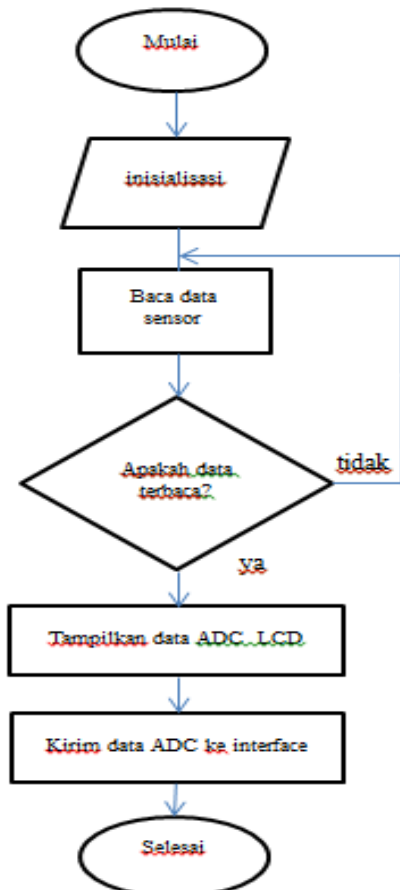 Mulai
inisialisasi
Baca data
sensor
Apakah data
terbaca?
tidak
ya
Tampilkan data ADC LCD
Kirim data ADC ke interface
Selesai